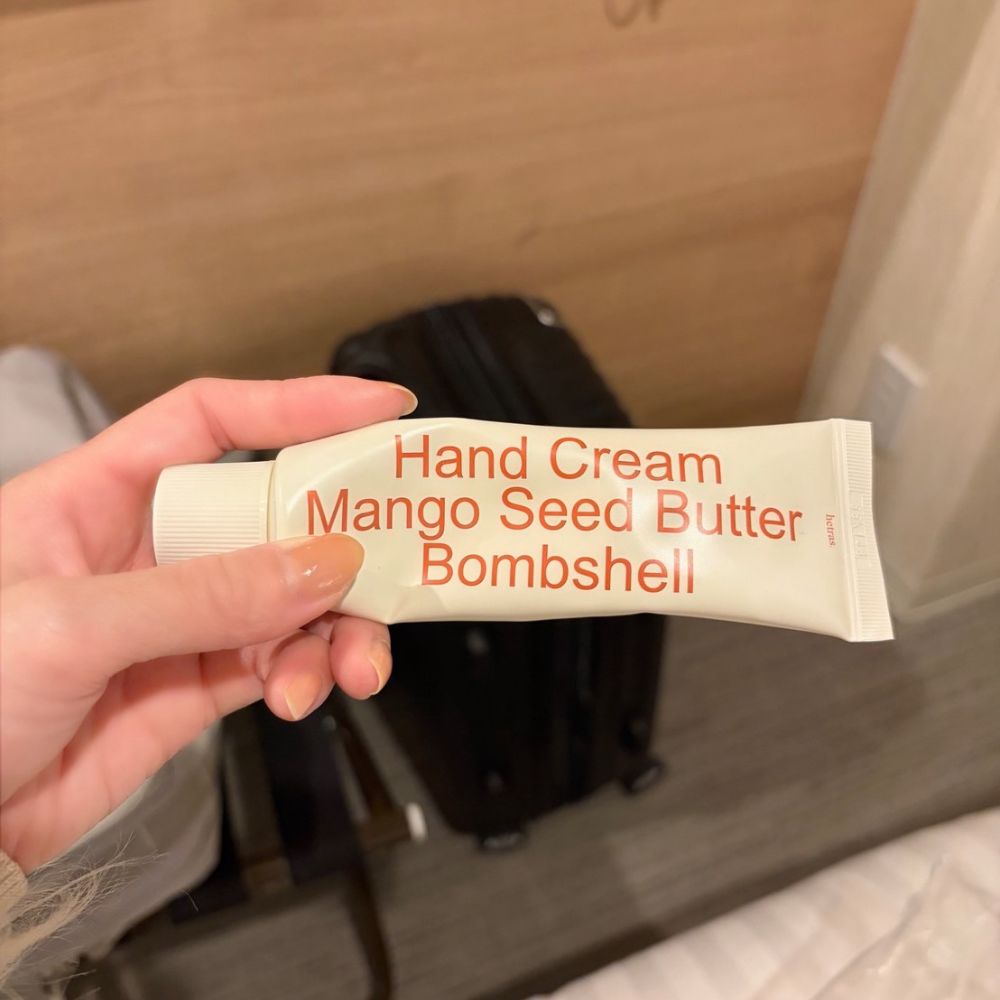 Hand Cream
Mango Seed Butter
Bombshell
hetras